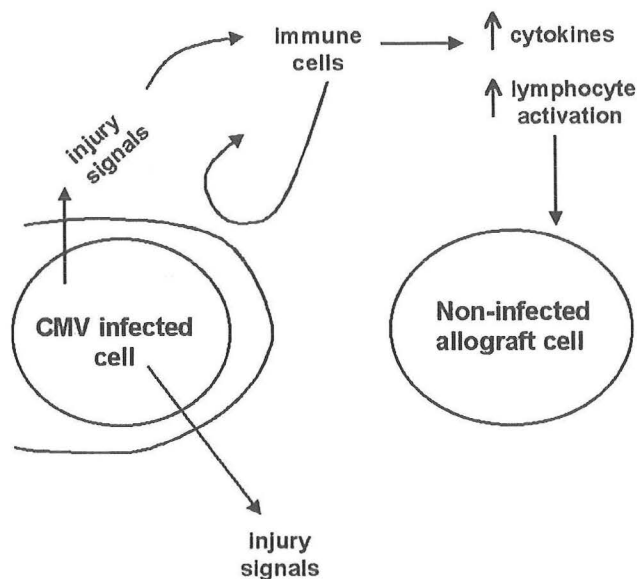 immune
cells
↑ cytokines
↑ lymphocyte
activation
injury
signals
CMV infected
cell
Non-infected
allograft cell
injury
signals